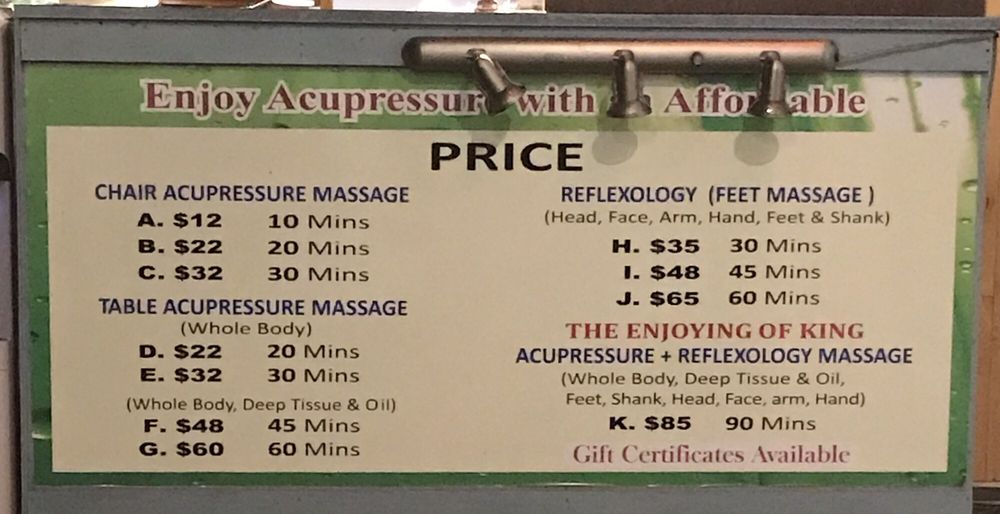 Enjoy Acupressure with Affordable
PRICE
CHAIR ACUPRESSURE MASSAGE
A. $12 10 Mins
B. $22 20 Mins
C. $32 30 Mins
TABLE ACUPRESSURE MASSAGE
(Whole Body)
D. $22 20 Mins
E. $32 30 Mins
(Whole Body, Deep Tissue & Oil)
F. $48 45 Mins
G. $60 60 Mins
REFLEXOLOGY (FEET MASSAGE )
(Head, Face, Arm, Hand, Feet & Shank)
H. $35 30 Mins
I. $48 45 Mins
J. $65 60 Mins
THE ENJOYING OF KING
ACUPRESSURE + REFLEXOLOGY MASSAGE
(Whole Body, Deep Tissue & Oil,
Feet, Shank, Head, Face, arm, Hand)
K. $85 90 Mins
Gift Certificates Available